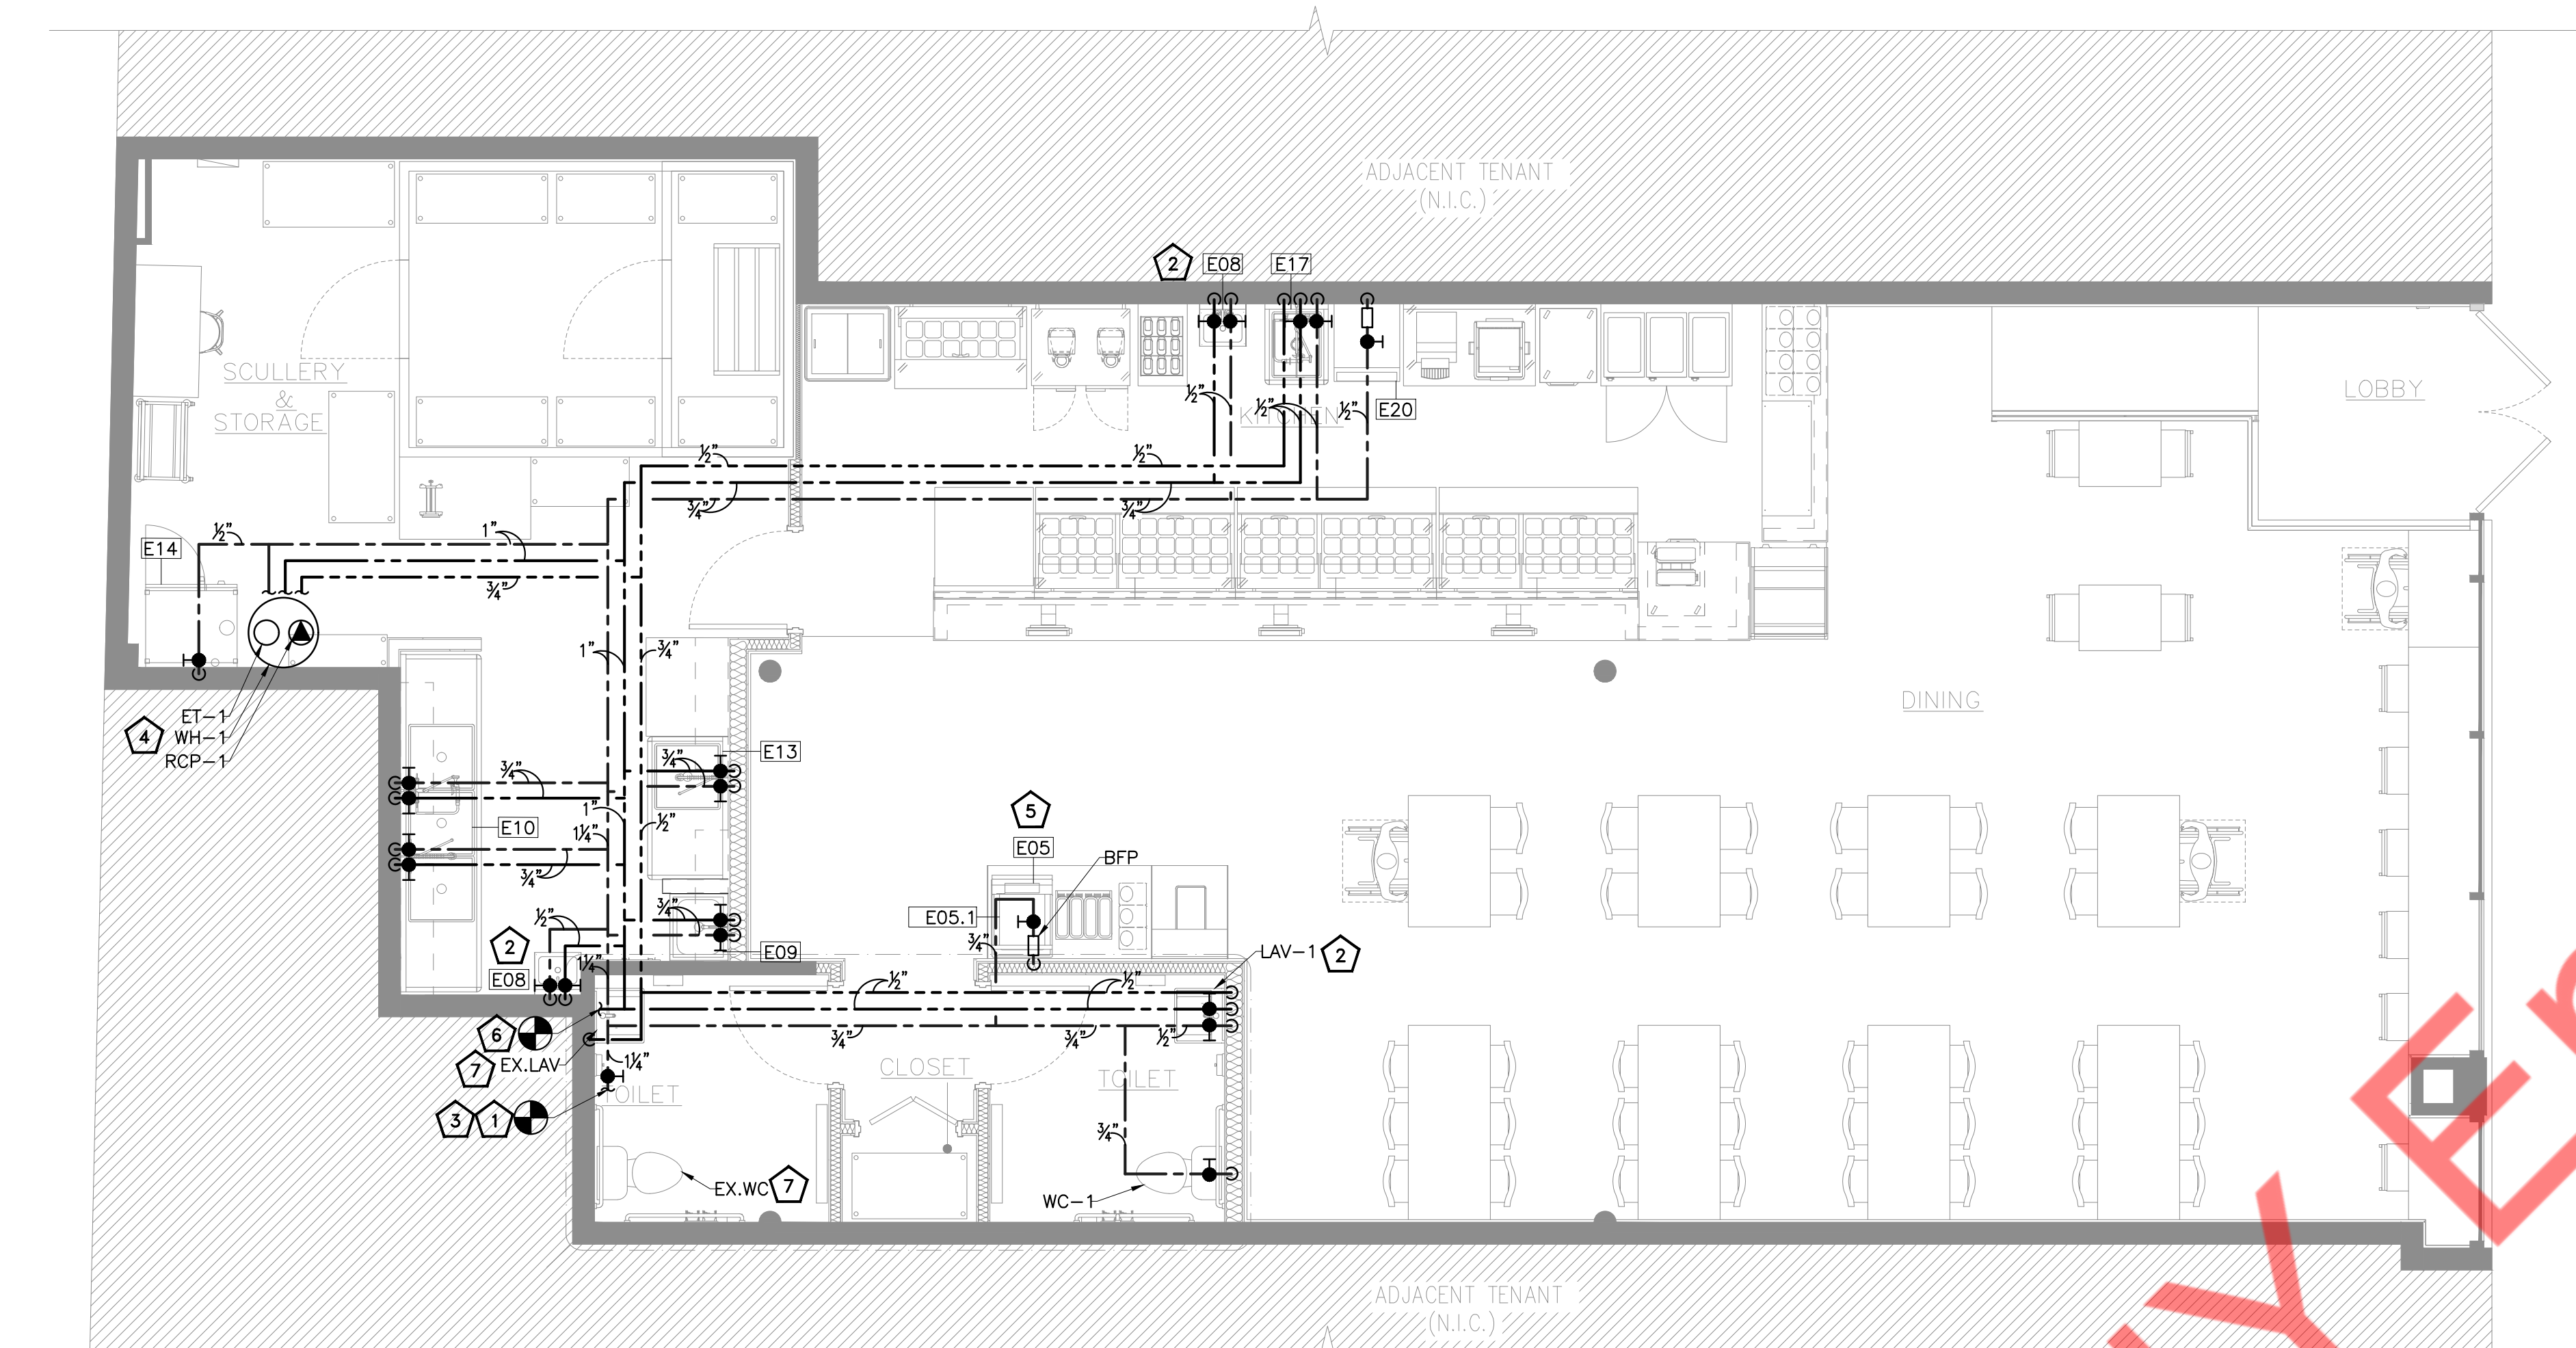 ADJACENT TENANT
(N.I.C.)
2
E08
E17
SCULLERY
&
STORAGE
LOBBY
½"
½"
KITCHEN
½"
E20
½"
½"
¾"
¾"
½"
1"
E14
¾"
1"
¾"
DINING
4
ET-1
WH-1
RCP-1
¾"
¾"
E13
1"
½"
5
E10
1¼"
E05
BFP
¾"
¾"
½"
E05.1
2
¾"
E09
LAV-1
2
E08
1¼"
½"
½"
6
¾"
¾"
½"
7
EX.LAV
1¼"
CLOSET
TOILET
TOILET
3
1
¾"
EX.WC
7
WC-1
ADJACENT TENANT
(N.I.C.)